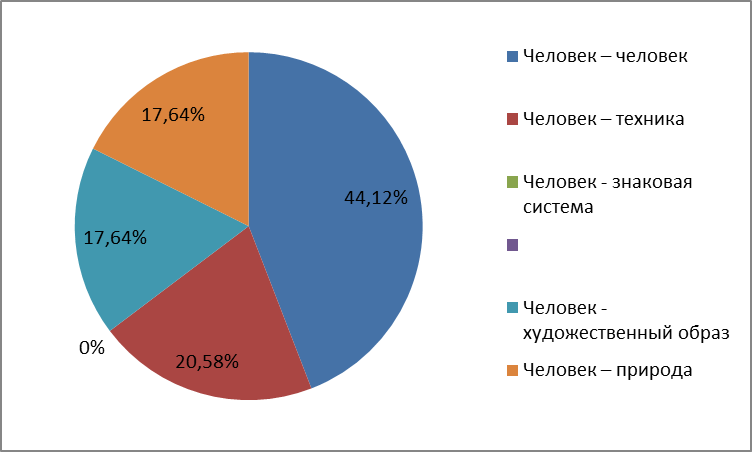 44,12%
20,58%
0%
17,64%
17,64%
Человек – человек
Человек – техника
Человек - знаковая
система
Человек -
художественный образ
Человек – природа